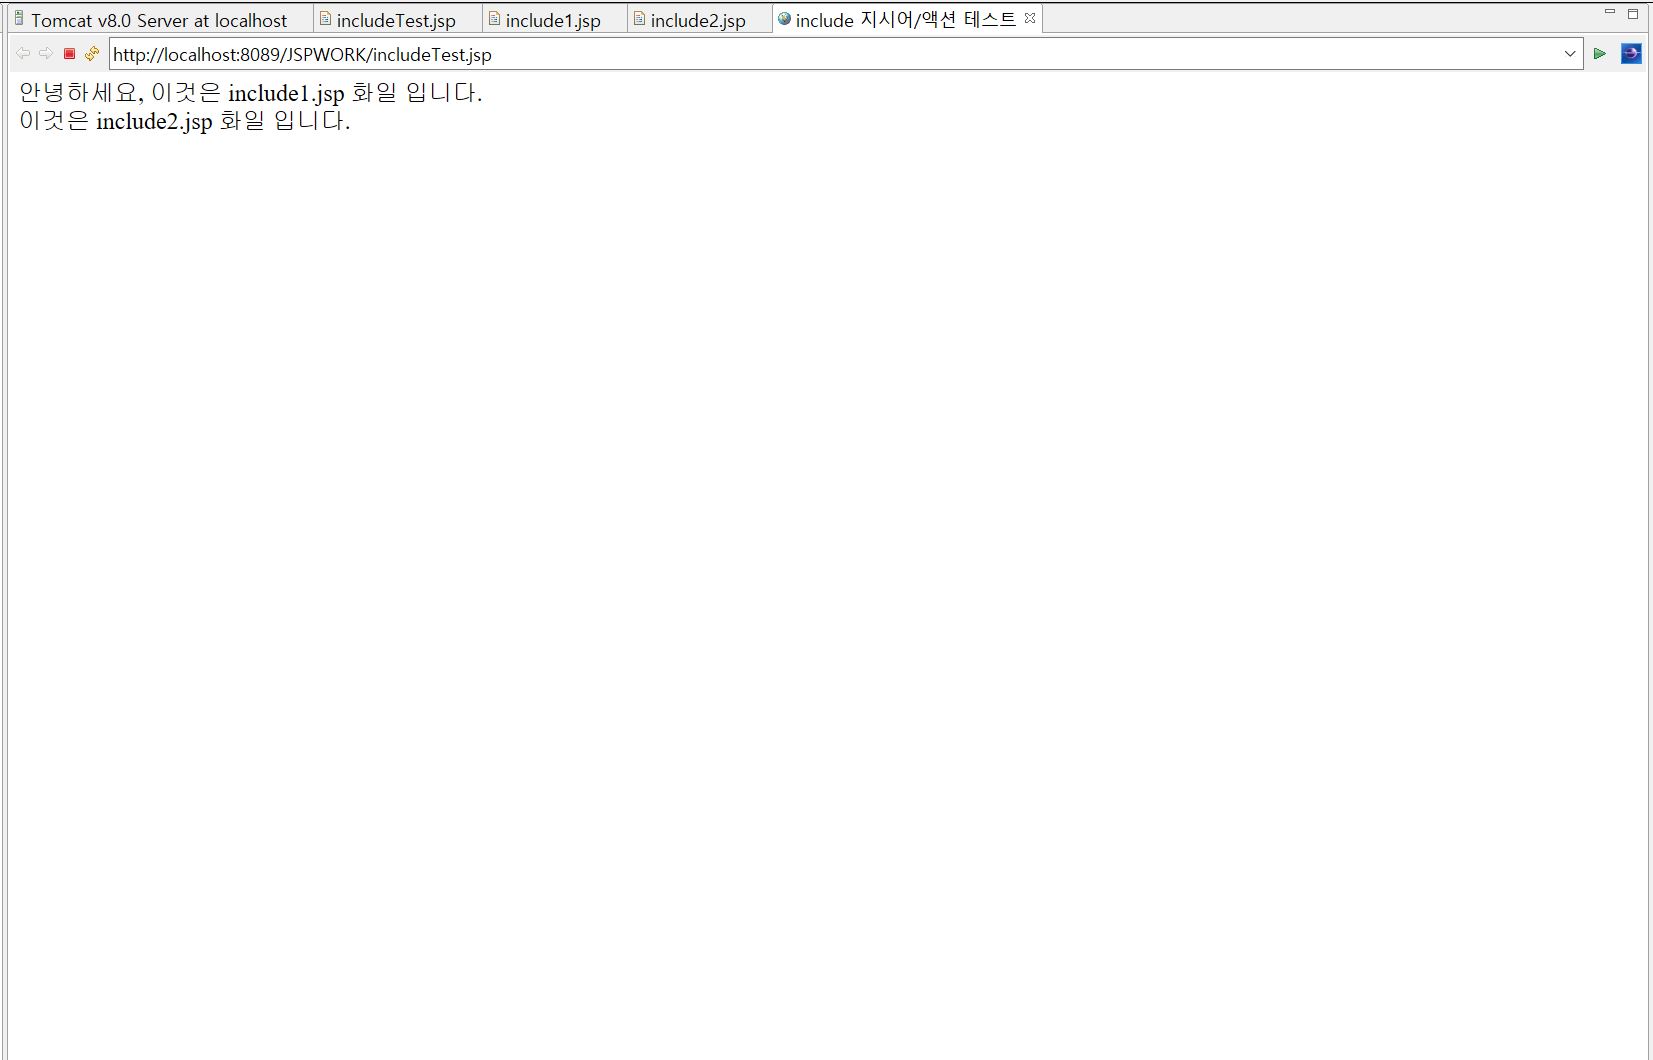 Tomcat v8.0 Server at localhost includeTest.jsp include1.jsp include2.jsp include 지시어/액션 테스트
http://localhost:8089/JSPWORK/includeTest.jsp
안녕하세요, 이것은 include1.jsp 화일 입니다.
이것은 include2.jsp 화일 입니다.